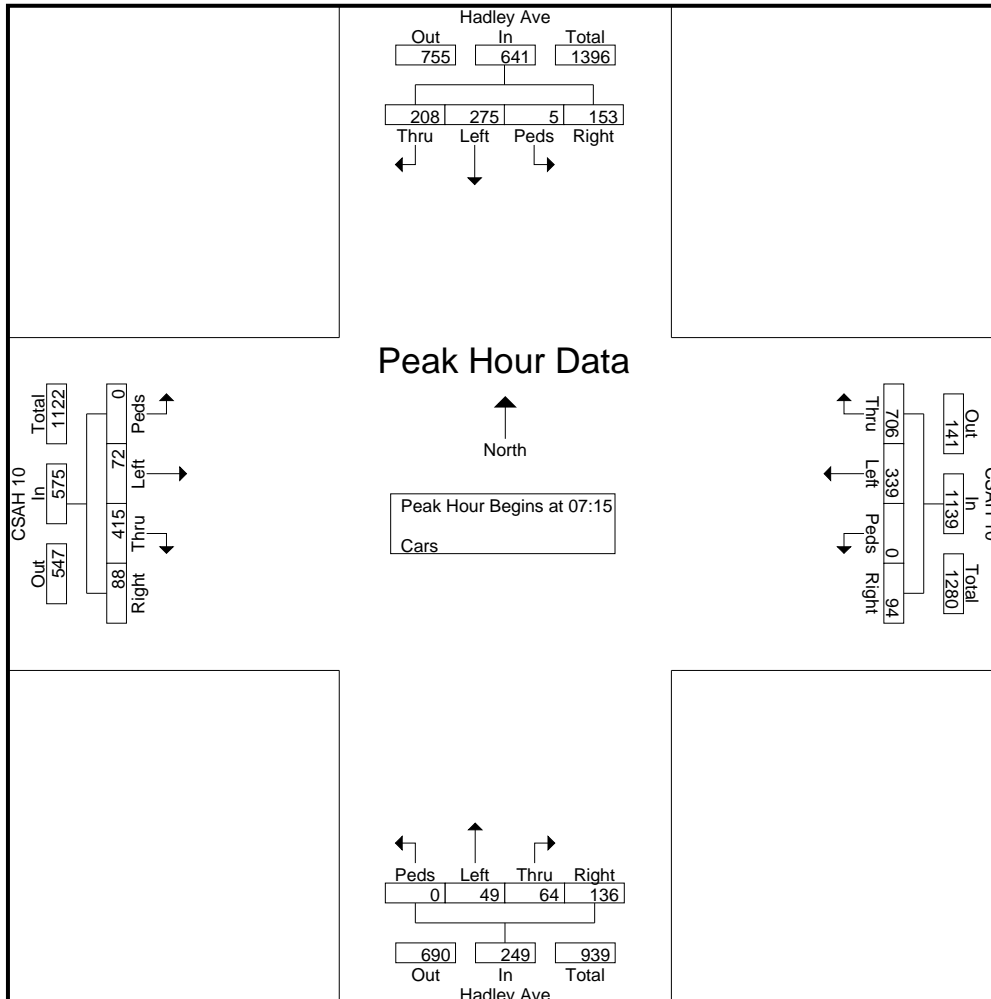 Hadley Ave
Out In Total
755 641 1396
208 275 5 153
Thru Left Peds Right
Peak Hour Data
North
Peak Hour Begins at 07:15
Cars
CSAH 10
Total In Out
1122 575 547
0 72 415 88
Peds Left Thru Right
CSAH 10
Out In Total
141 1139 1280
706 339 0 94
Thru Left Peds Right
Peds Left Thru Right
0 49 64 136
690 249 939
Out In Total
Hadley Ave